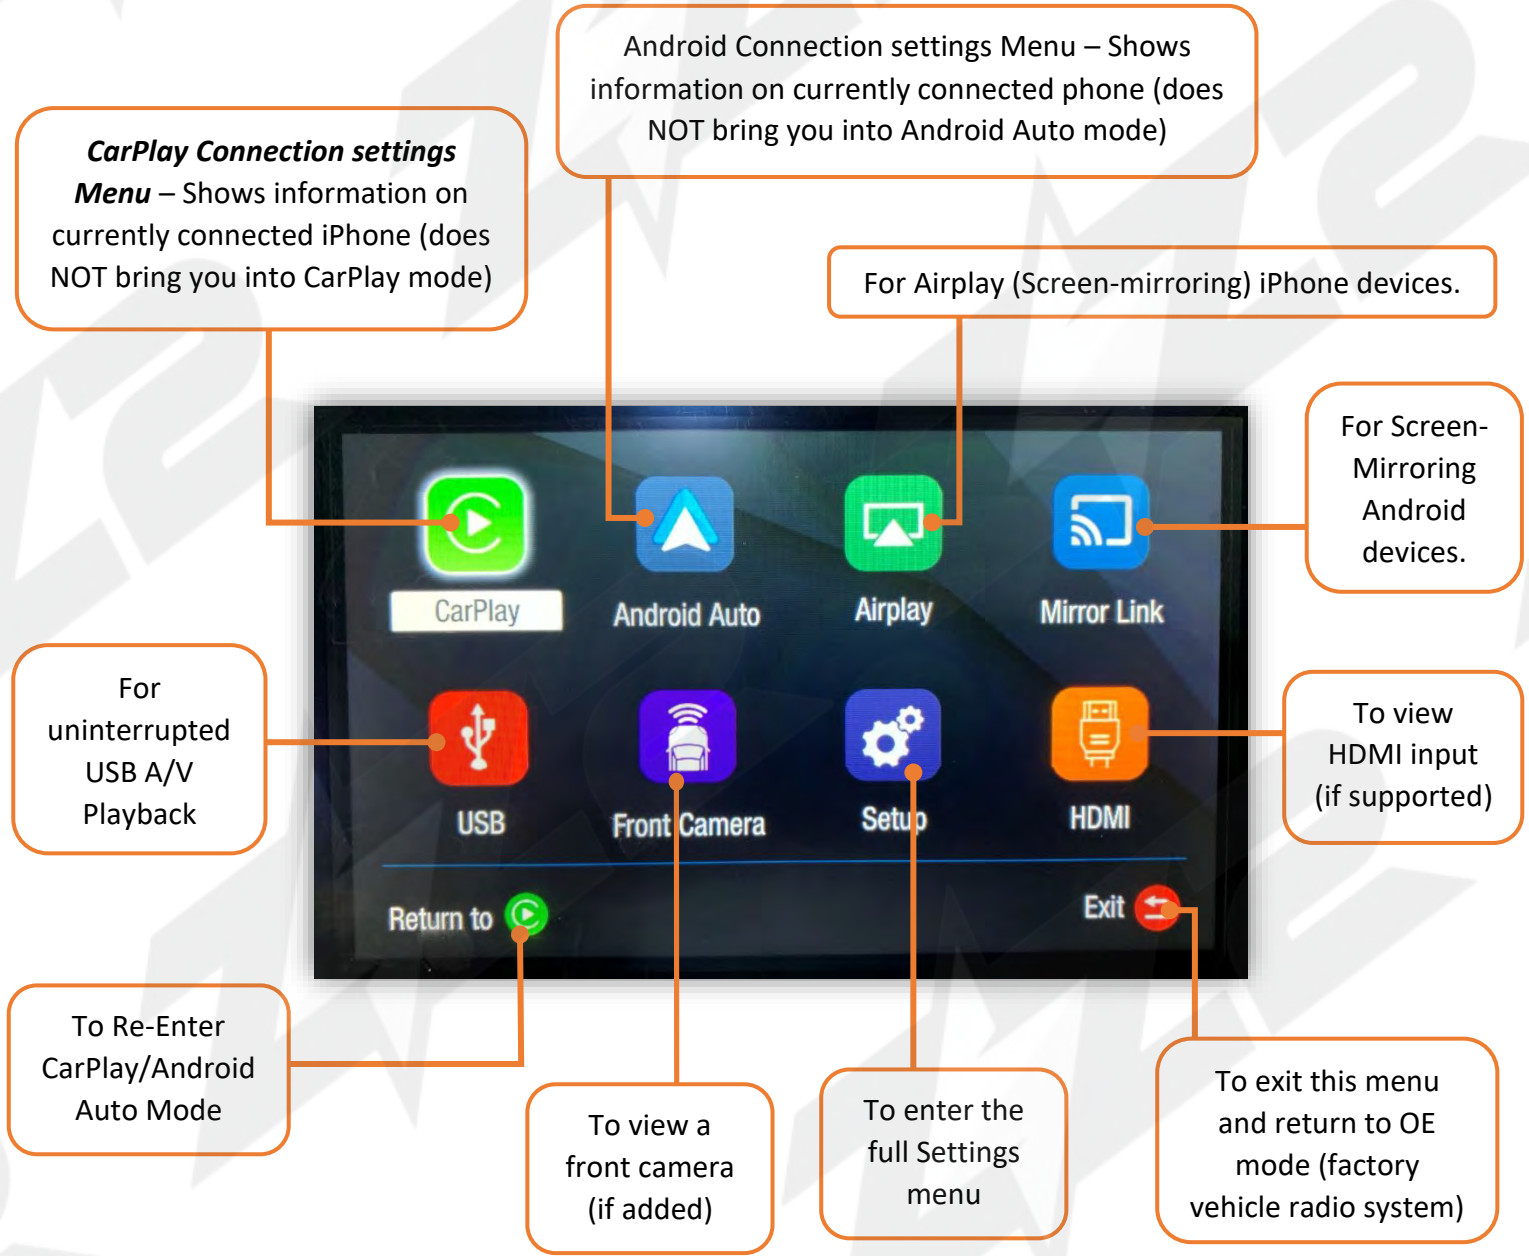 Android Connection settings Menu – Shows
information on currently connected phone (does
NOT bring you into Android Auto mode)
CarPlay Connection settings
Menu – Shows information on
currently connected iPhone (does
NOT bring you into CarPlay mode)
For Airplay (Screen-mirroring) iPhone devices.
For Screen-
Mirroring
Android
devices.
CarPlay
Android Auto
Airplay
Mirror Link
For
uninterrupted
USB A/V
Playback
To view
HDMI input
(if supported)
USB
Front Camera
Setup
HDMI
Return to
Exit
To Re-Enter
CarPlay/Android
Auto Mode
To view a
front camera
(if added)
To enter the
full Settings
menu
To exit this menu
and return to OE
mode (factory
vehicle radio system)